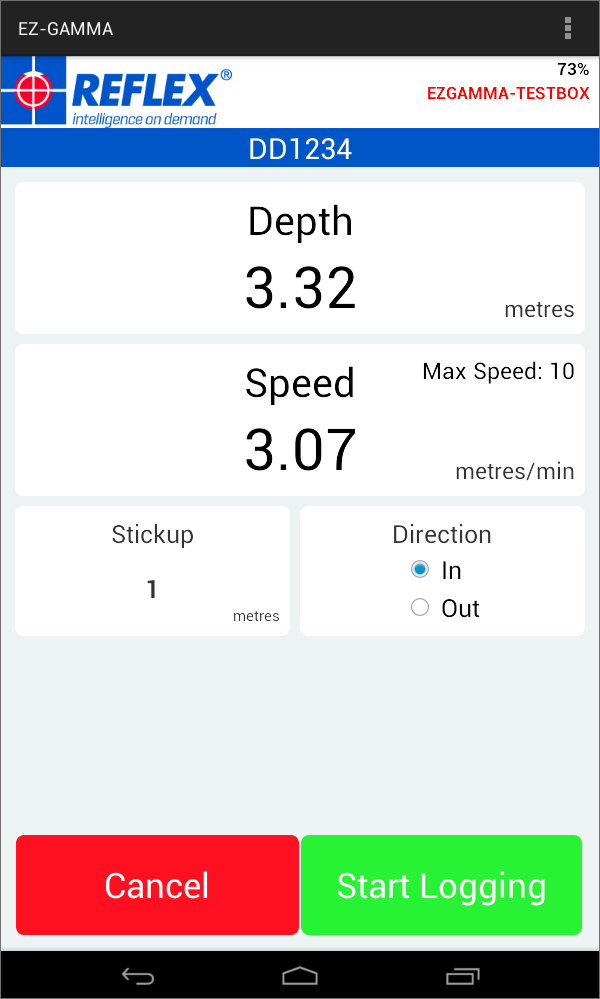 EZ-GAMMA
73%
REFLEX®
EZGAMMA-TESTBOX
intelligence on demand
DD1234
Depth
3.32
metres
Speed
Max Speed: 10
3.07
metres/min
Stickup
1
metres
Direction
In
Out
Cancel
Start Logging